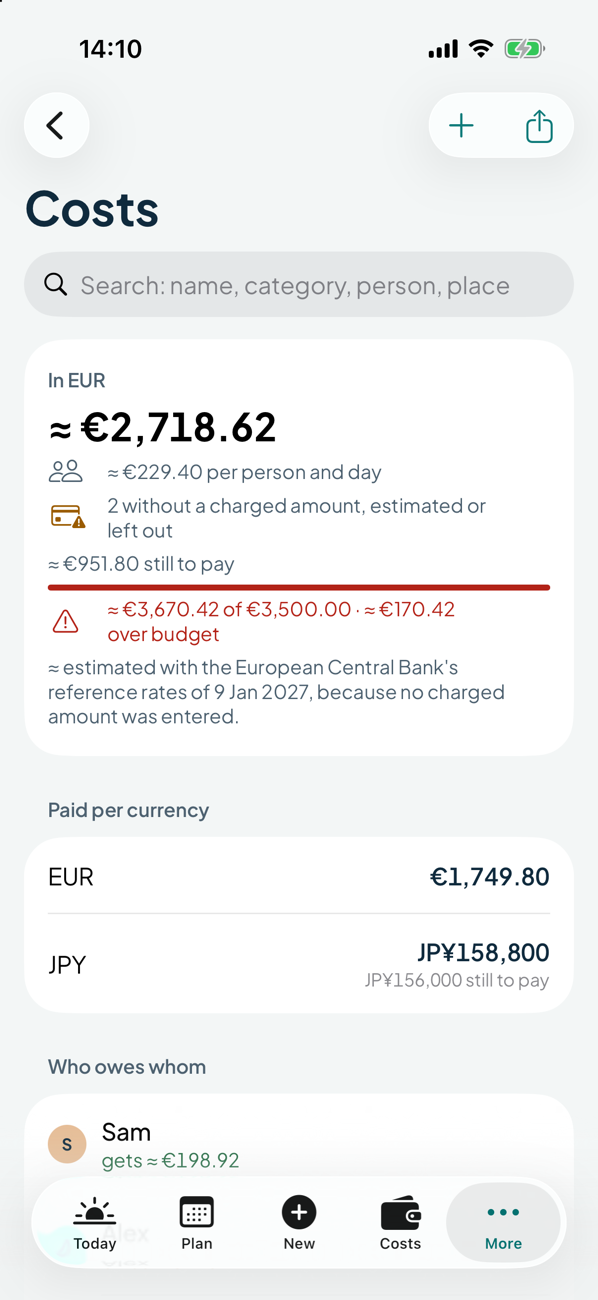 14:10
Costs
Search: name, category, person, place
In EUR
≈ €2,718.62
≈ €229.40 per person and day
2 without a charged amount, estimated or
left out
≈ €951.80 still to pay
≈ €3,670.42 of €3,500.00 · ≈ €170.42
over budget
≈ estimated with the European Central Bank's
reference rates of 9 Jan 2027, because no charged
amount was entered.
Paid per currency
EUR
€1,749.80
JPY
JP¥158,800
JP¥156,000 still to pay
Who owes whom
S
Sam
gets ≈ €198.92
Alex
Today
Plan
New
Costs
More